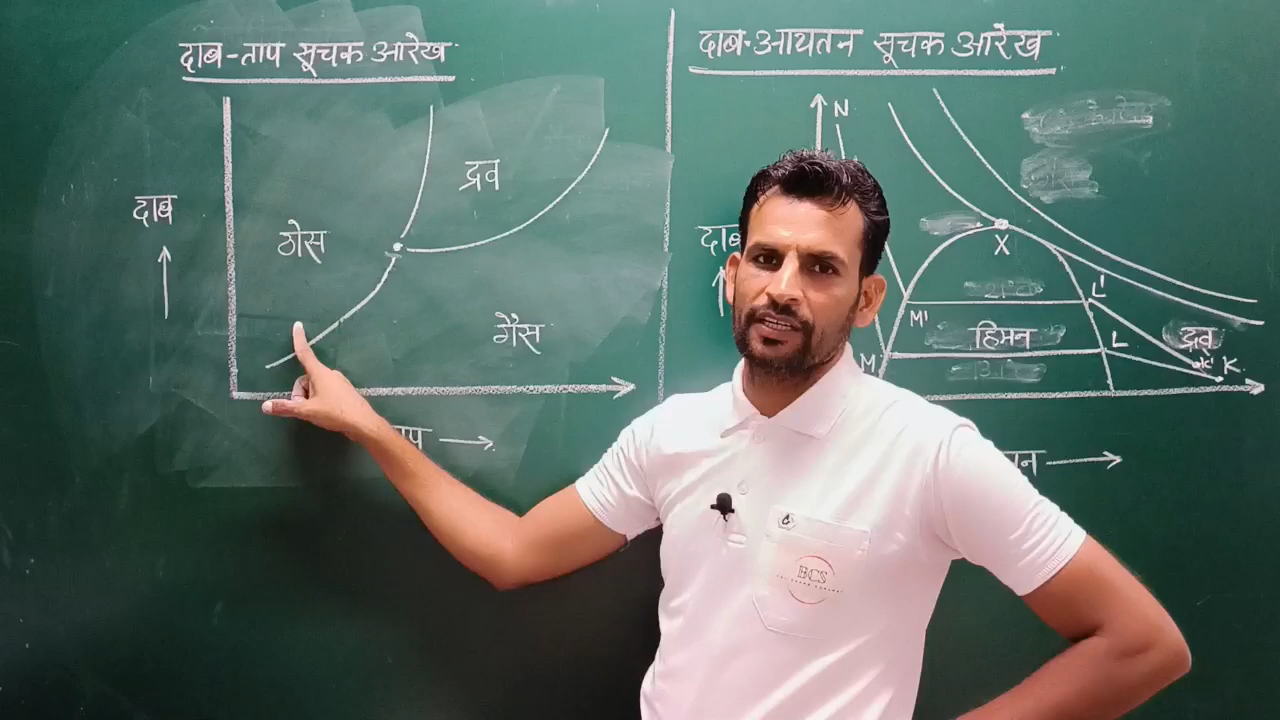 दाब-ताप सूचक आरेख
द्रव
दाब
ठोस
गैस
ताप
दाब-आयतन सूचक आरेख
N
दाब
X
L'
M'
हिमन
द्रव
M
L
K
BCS